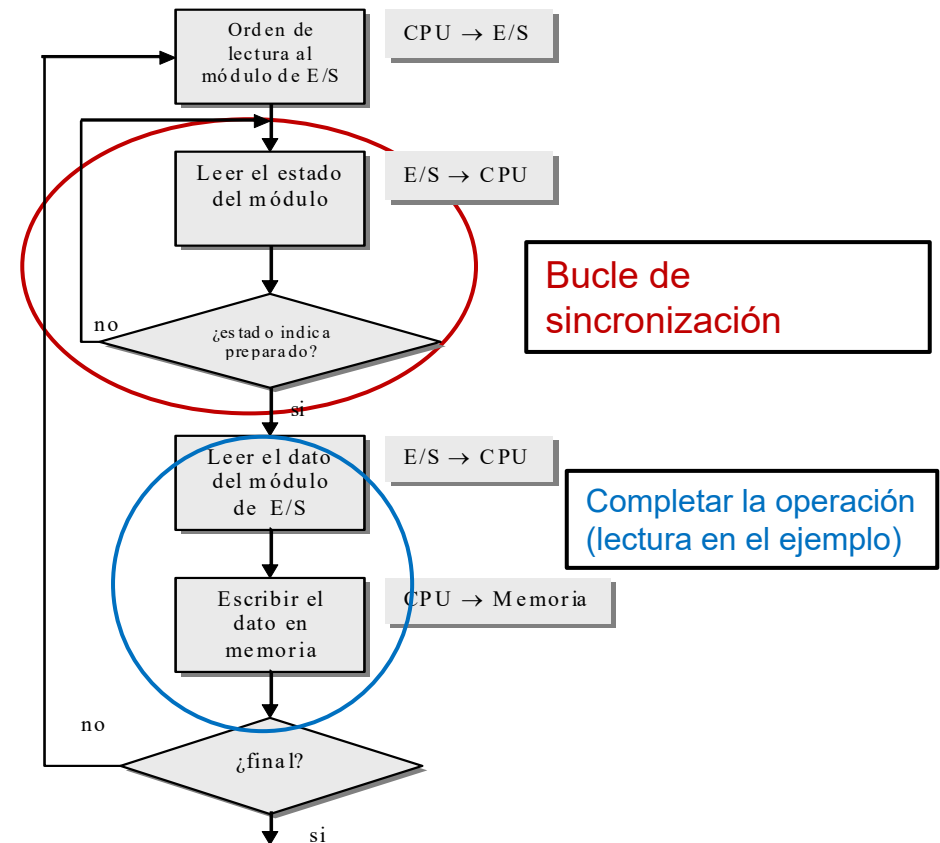 Orden de
lectura al
módulo de E/S
CPU → E/S
Leer el estado
del módulo
E/S → CPU
Bucle de
sincronización
no
¿estado indica
preparado?
si
Leer el dato
del módulo
de E/S
E/S → CPU
Completar la operación
(lectura en el ejemplo)
Escribir el
dato en
memoria
CPU → Memoria
no
¿final?
si